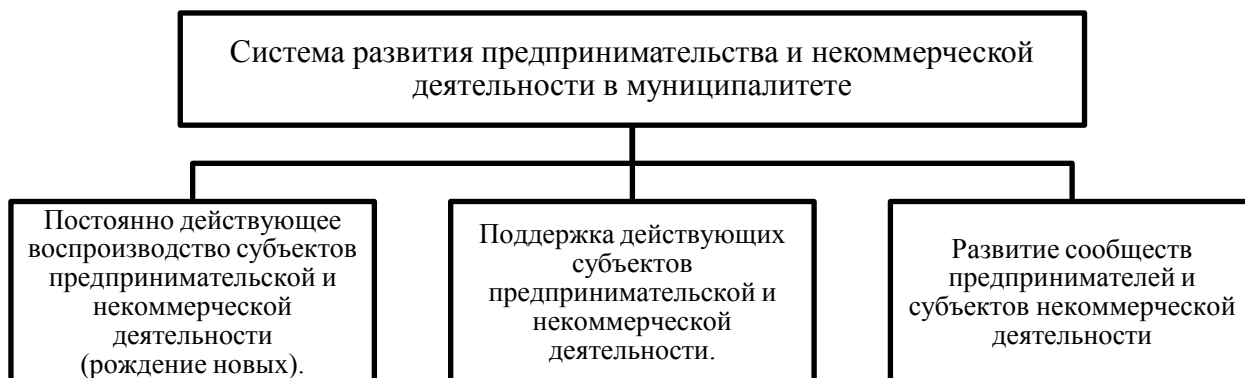 Система развития предпринимательства и некоммерческой
деятельности в муниципалитете
Постоянно действующее
воспроизводство субъектов
предпринимательской и
некоммерческой
деятельности
(рождение новых).
Поддержка действующих
субъектов
предпринимательской и
некоммерческой
деятельности.
Развитие сообществ
предпринимателей и
субъектов некоммерческой
деятельности